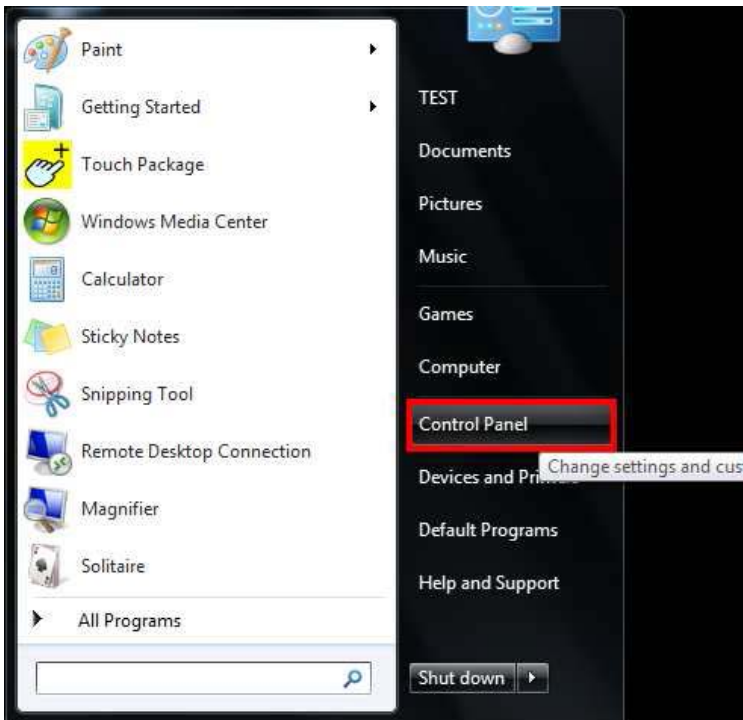 Paint
Getting Started
Touch Package
Windows Media Center
Calculator
Sticky Notes
Snipping Tool
Remote Desktop Connection
Magnifier
Solitaire
All Programs
TEST
Documents
Pictures
Music
Games
Computer
Control Panel
Change settings and cus
Devices and Printers
Default Programs
Help and Support
Shut down